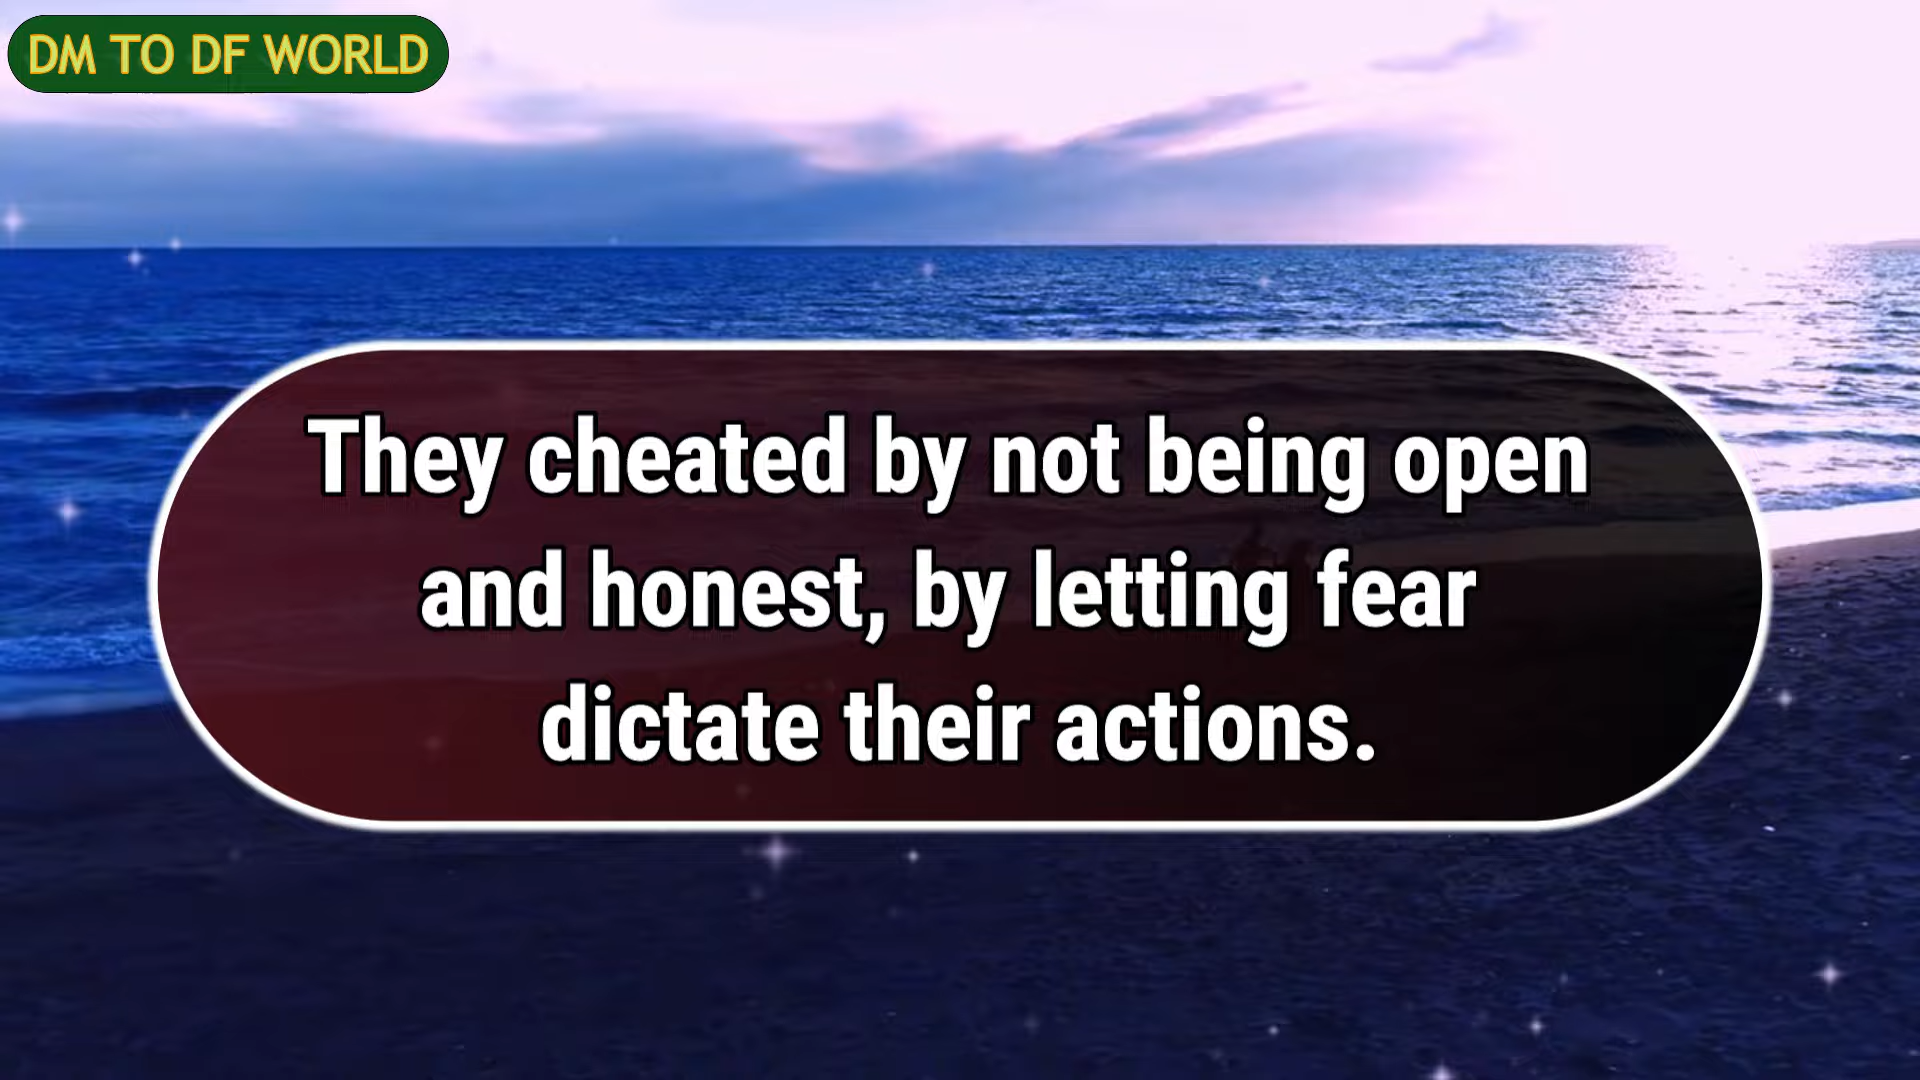 DM TO DF WORLD
They cheated by not being open
and honest, by letting fear
dictate their actions.